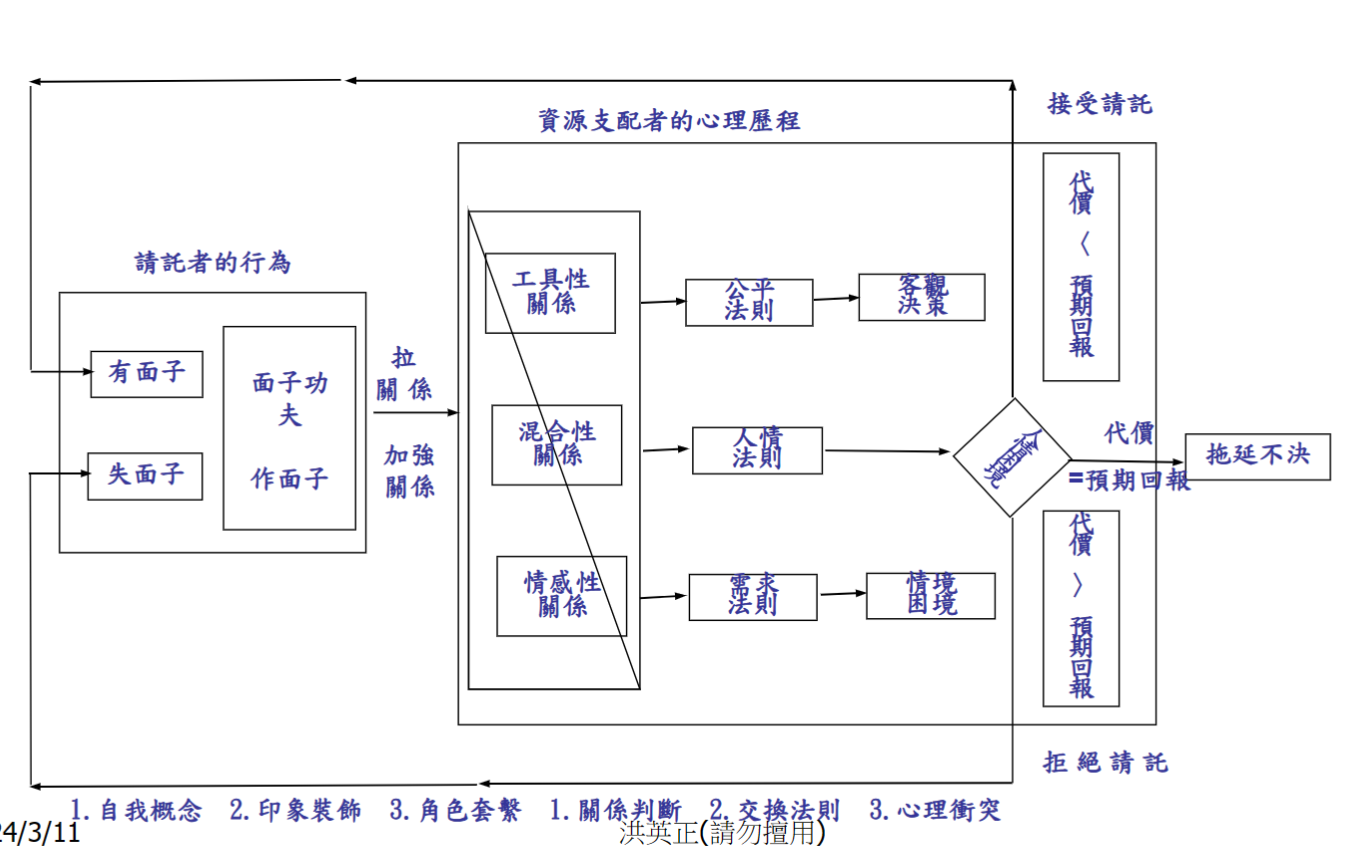 資源支配者的心理歷程
接受請託
代價
〈
預期回報
請託者的行為
有面子
失面子
面子功
夫
作面子
拉
關 係
加強
關係
工具性
關係
公平
法則
客觀
決策
混合性
關係
人情
法則
人情困境
代價
=預期回報
拖延不決
情感性
關係
需求
法則
情境
困境
代價
〉
預期回報
拒絕請託
1.自我概念 2.印象裝飾 3.角色套繫 1.關係判斷 2.交換法則 3.心理衝突
24/3/11
洪英正(請勿擅用)